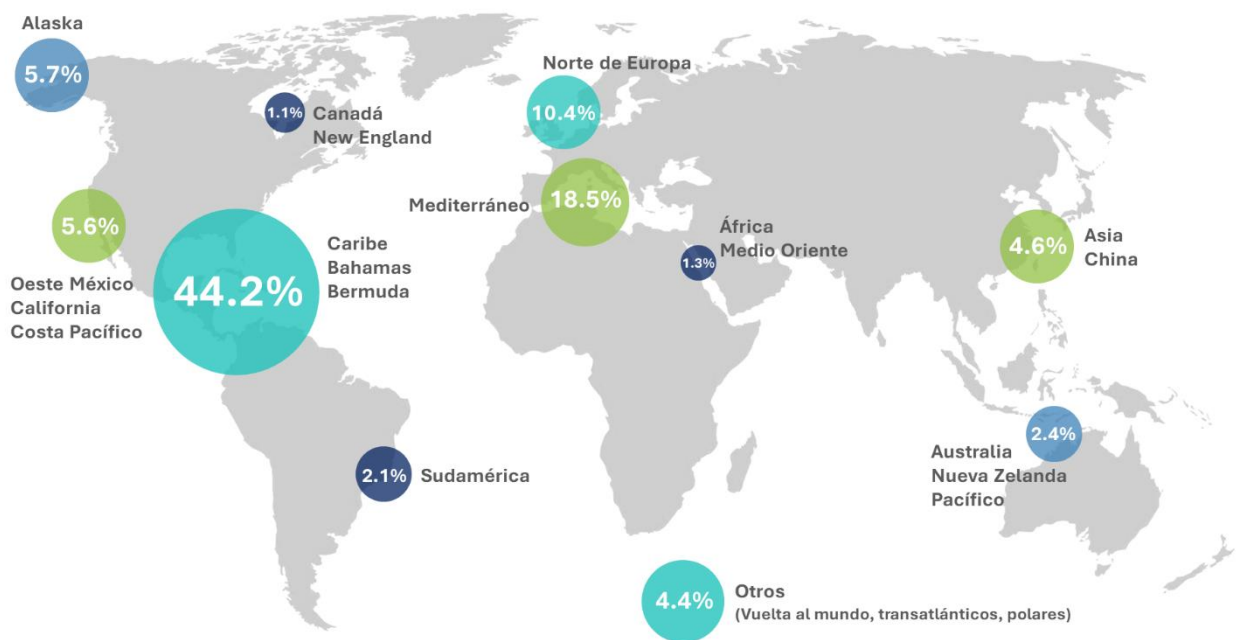 Alaska
5.7%
1.1%
Canadá
New England
Norte de Europa
10.4%
5.6%
Oeste México
California
Costa Pacífico
44.2%
Caribe
Bahamas
Bermuda
Mediterráneo
18.5%
África
Medio Oriente
1.3%
4.6%
Asia
China
2.1%
Sudamérica
2.4%
Australia
Nueva Zelanda
Pacífico
4.4%
Otros
(Vuelta al mundo, transatlánticos, polares)